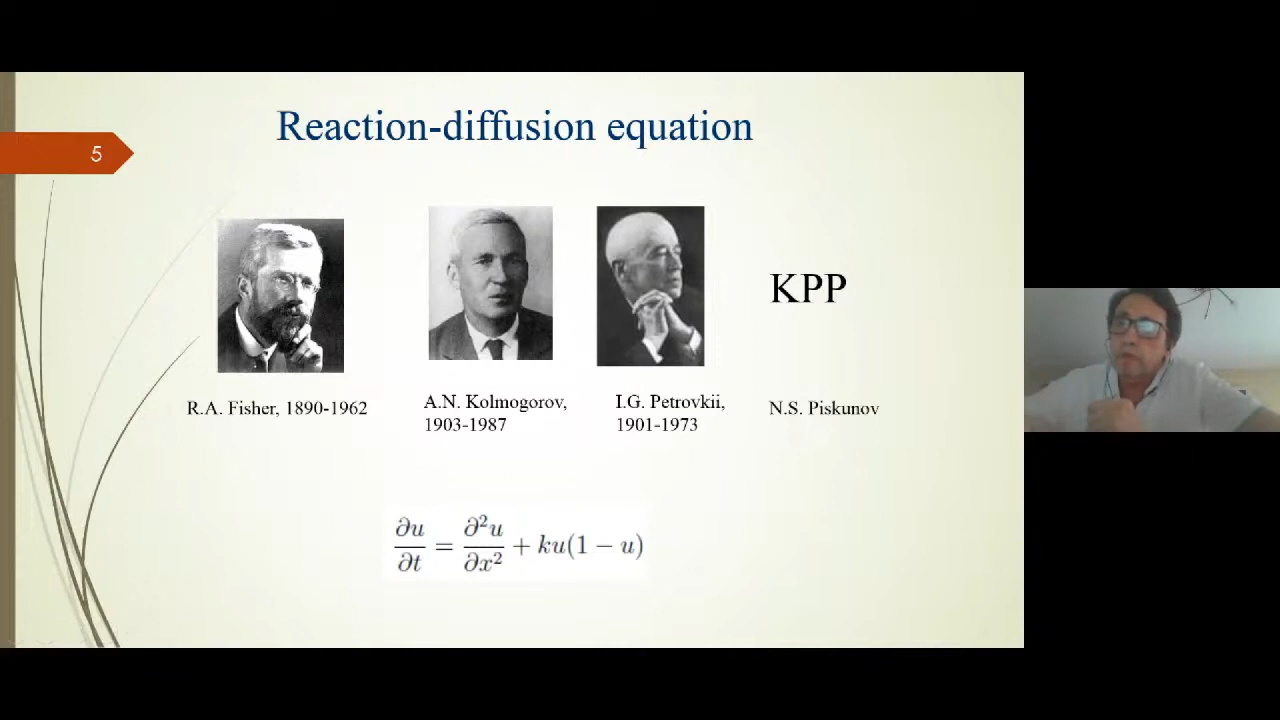 Reaction-diffusion equation
5
KPP
R.A. Fisher, 1890-1962
A.N. Kolmogorov,
1903-1987
I.G. Petrovkii,
1901-1973
N.S. Piskunov
∂u/∂t = ∂²u/∂x² + ku(1 − u)